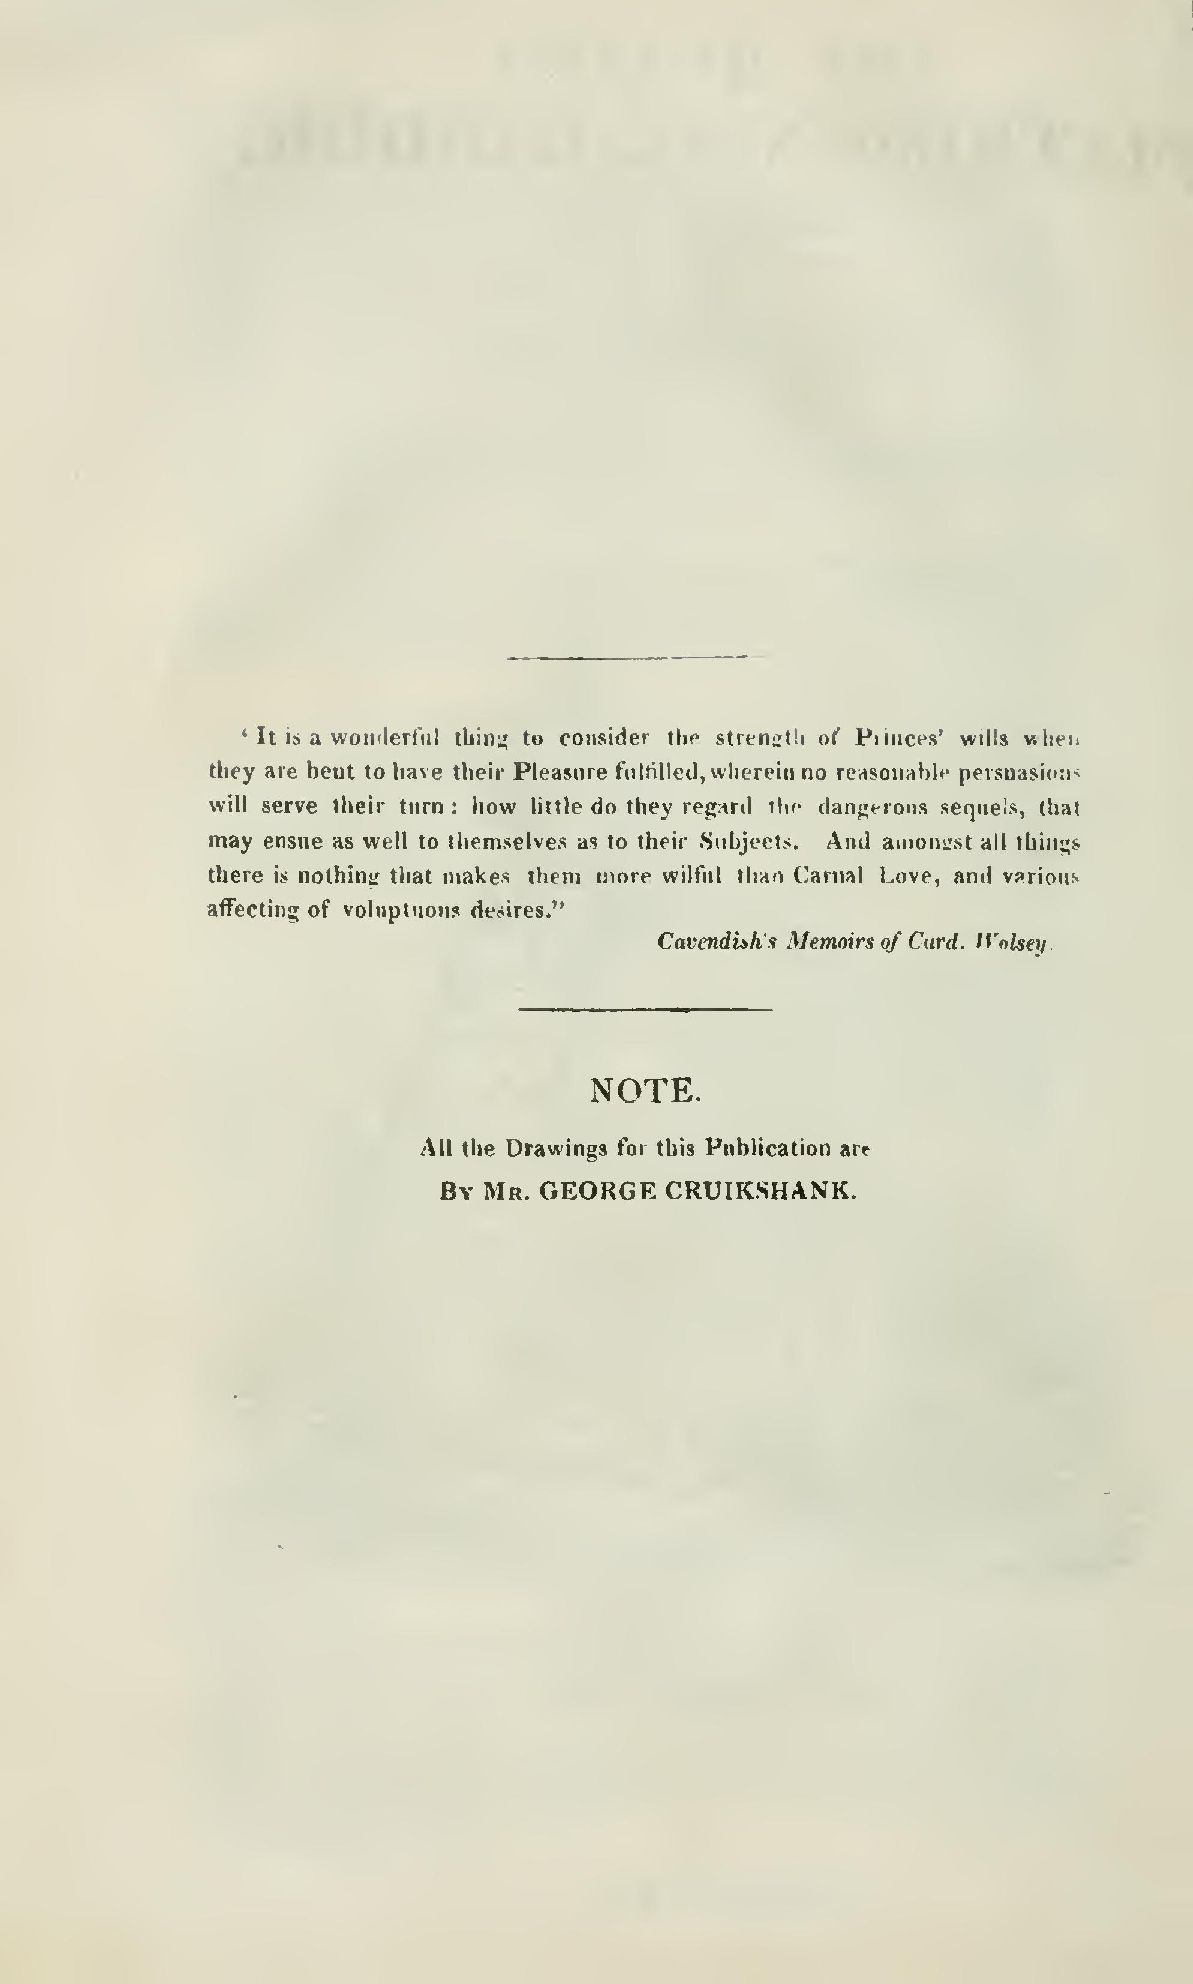 ‘ It is a wonderful thing to consider the strength of Princes’ wills when
they are bent to have their Pleasure fulfilled, wherein no reasonable persuasions
will serve their turn : how little do they regard the dangerous sequels, that
may ensue as well to themselves as to their Subjects. And amongst all things
there is nothing that makes them more wilful than Carnal Love, and various
affecting of voluptuous desires.”
Cavendish's Memoirs of Card. Wolsey.
NOTE.
All the Drawings for this Publication are
By Mr. GEORGE CRUIKSHANK.